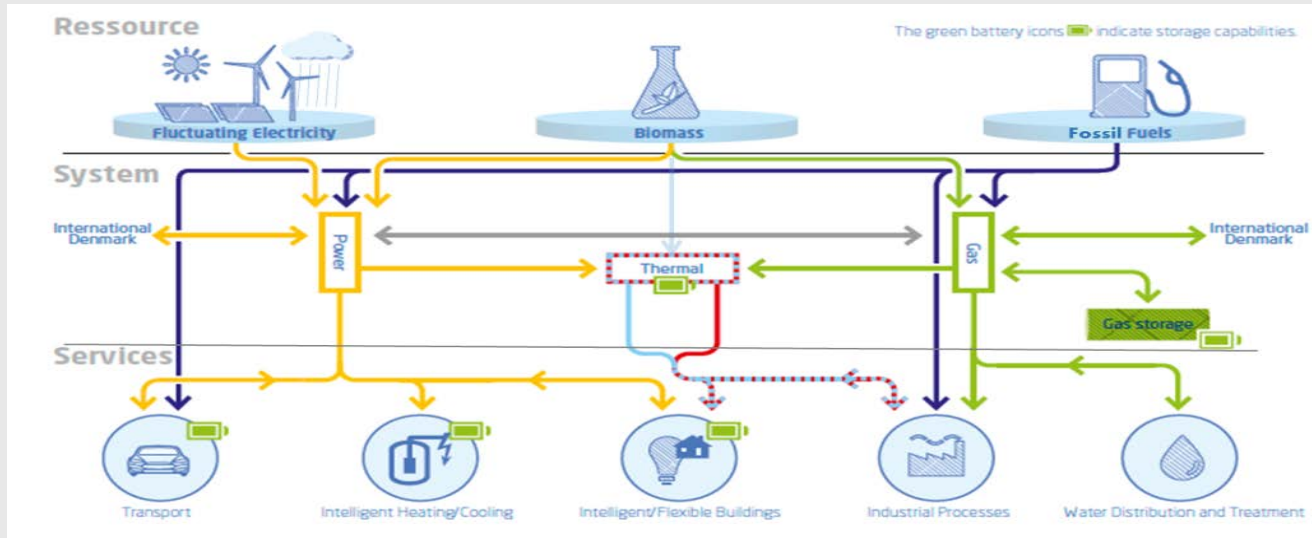 Ressource
The green battery icons indicate storage capabilities.
Fluctuating Electricity
Biomass
Fossil Fuels
System
International
Denmark
Power
Thermal
Gas
International
Denmark
Gas storage
Services
Transport
Intelligent Heating/Cooling
Intelligent/Flexible Buildings
Industrial Processes
Water Distribution and Treatment